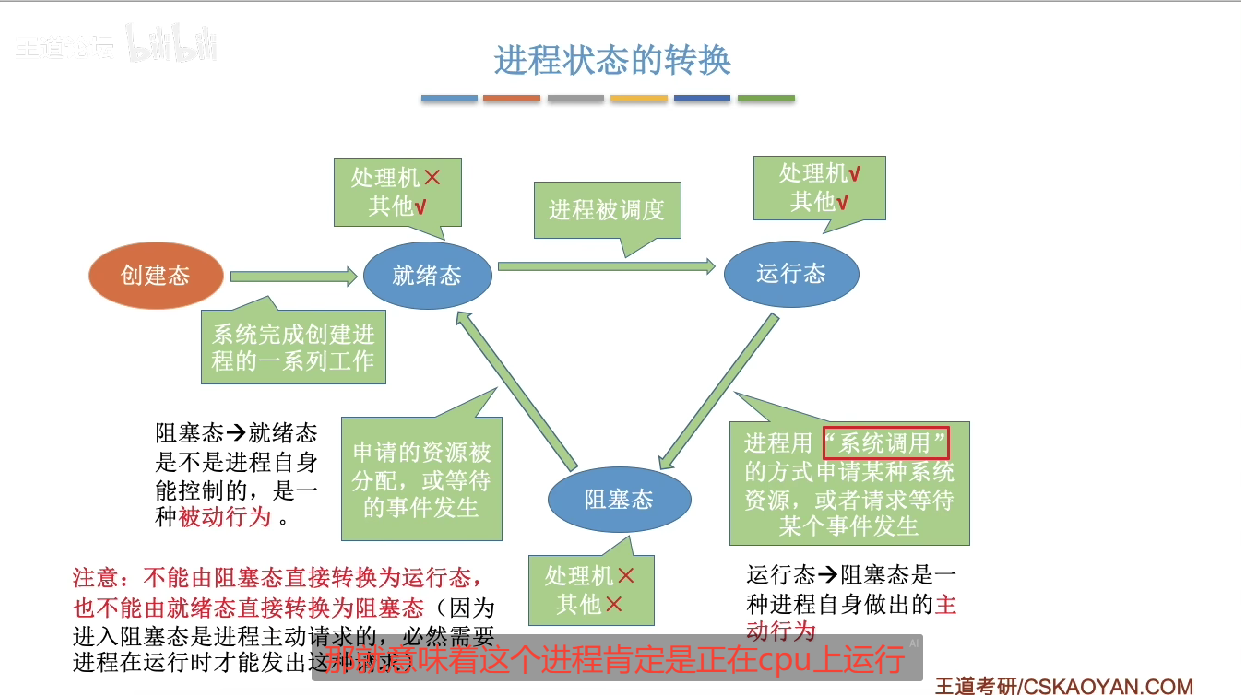 王道论坛 bilibili
进程状态的转换
处理机×
其他√
进程被调度
处理机√
其他√
创建态
就绪态
运行态
系统完成创建进
程的一系列工作
阻塞态→就绪态
是不是进程自身
能控制的，是一
种被动行为 。
申请的资源被
分配，或等待
的事件发生
进程用 “系统调用”
的方式申请某种系统
资源，或者请求等待
某个事件发生
阻塞态
处理机×
其他×
运行态→阻塞态是一
种进程自身做出的主
动行为
注意：不能由阻塞态直接转换为运行态，
也不能由就绪态直接转换为阻塞态（因为
进入阻塞态是进程主动请求的，必然需要
进程在运行时才能发出这种请求）
那就意味着这个进程肯定是正在cpu上运行
AI
王道考研/CSKAOYAN.COM